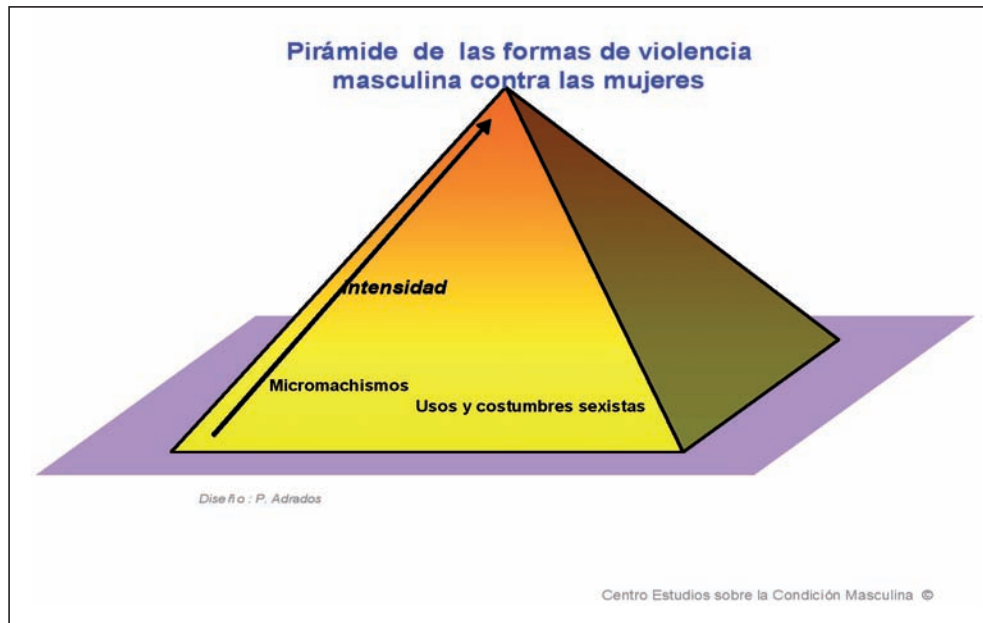 Pirámide de las formas de violencia
masculina contra las mujeres
Intensidad
Micromachismos
Usos y costumbres sexistas
Diseño : P. Adrados
Centro Estudios sobre la Condición Masculina ©